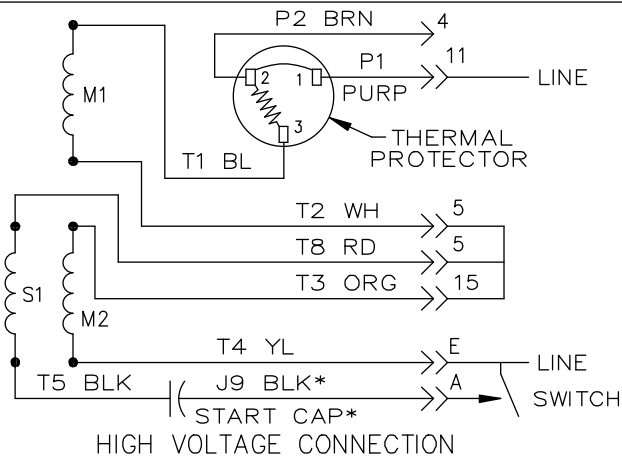 P2 BRN
4
P1
11
LINE
2
1
PURP
M1
3
THERMAL
PROTECTOR
T1 BL
T2 WH
5
T8 RD
5
T3 ORG
15
S1
M2
T4 YL
E
LINE
T5 BLK
J9 BLK*
A
SWITCH
START CAP*
HIGH VOLTAGE CONNECTION